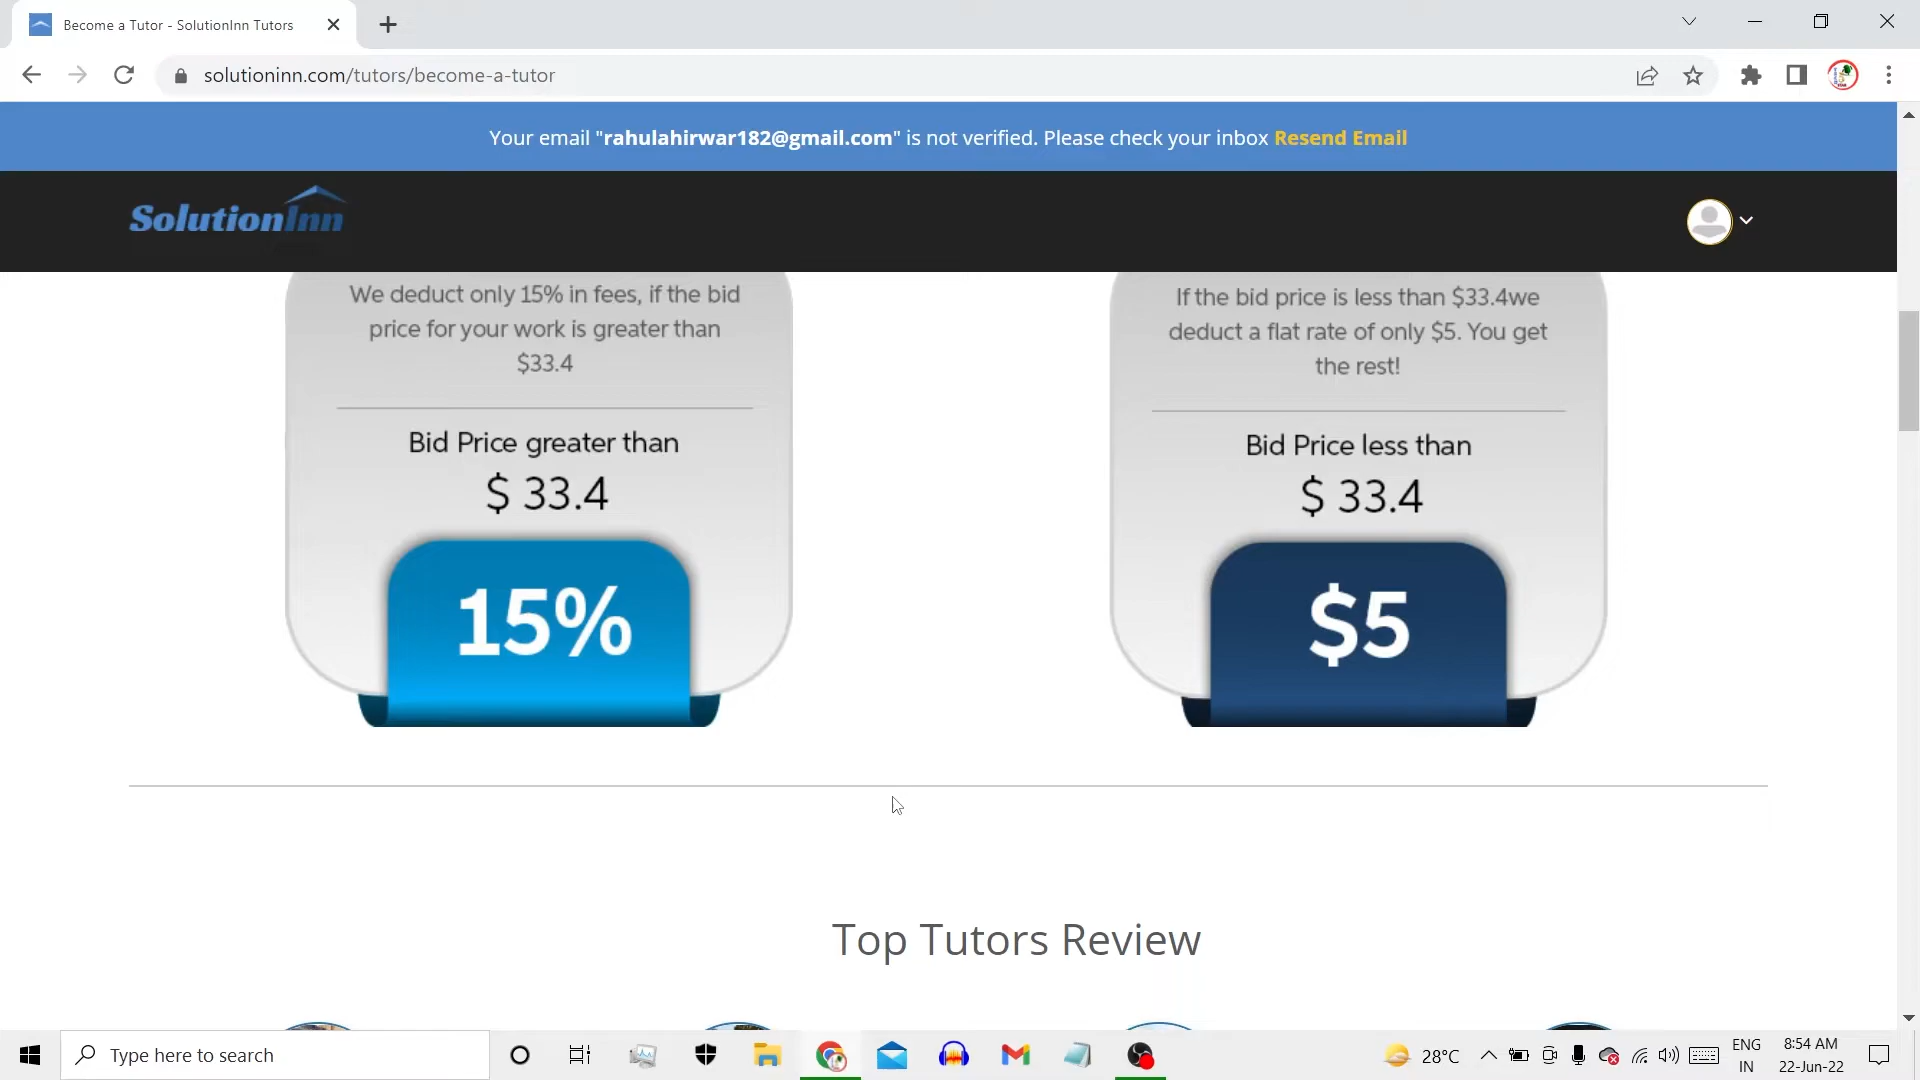 Become a Tutor - SolutionInn Tutors
solutioninn.com/tutors/become-a-tutor
Your email "rahulahirwar182@gmail.com" is not verified. Please check your inbox Resend Email
SolutionInn
We deduct only 15% in fees, if the bid
price for your work is greater than
$33.4
Bid Price greater than
$ 33.4
15%
If the bid price is less than $33.4we
deduct a flat rate of only $5. You get
the rest!
Bid Price less than
$ 33.4
$5
Top Tutors Review
Type here to search
28°C
ENG
IN
8:54 AM
22-Jun-22